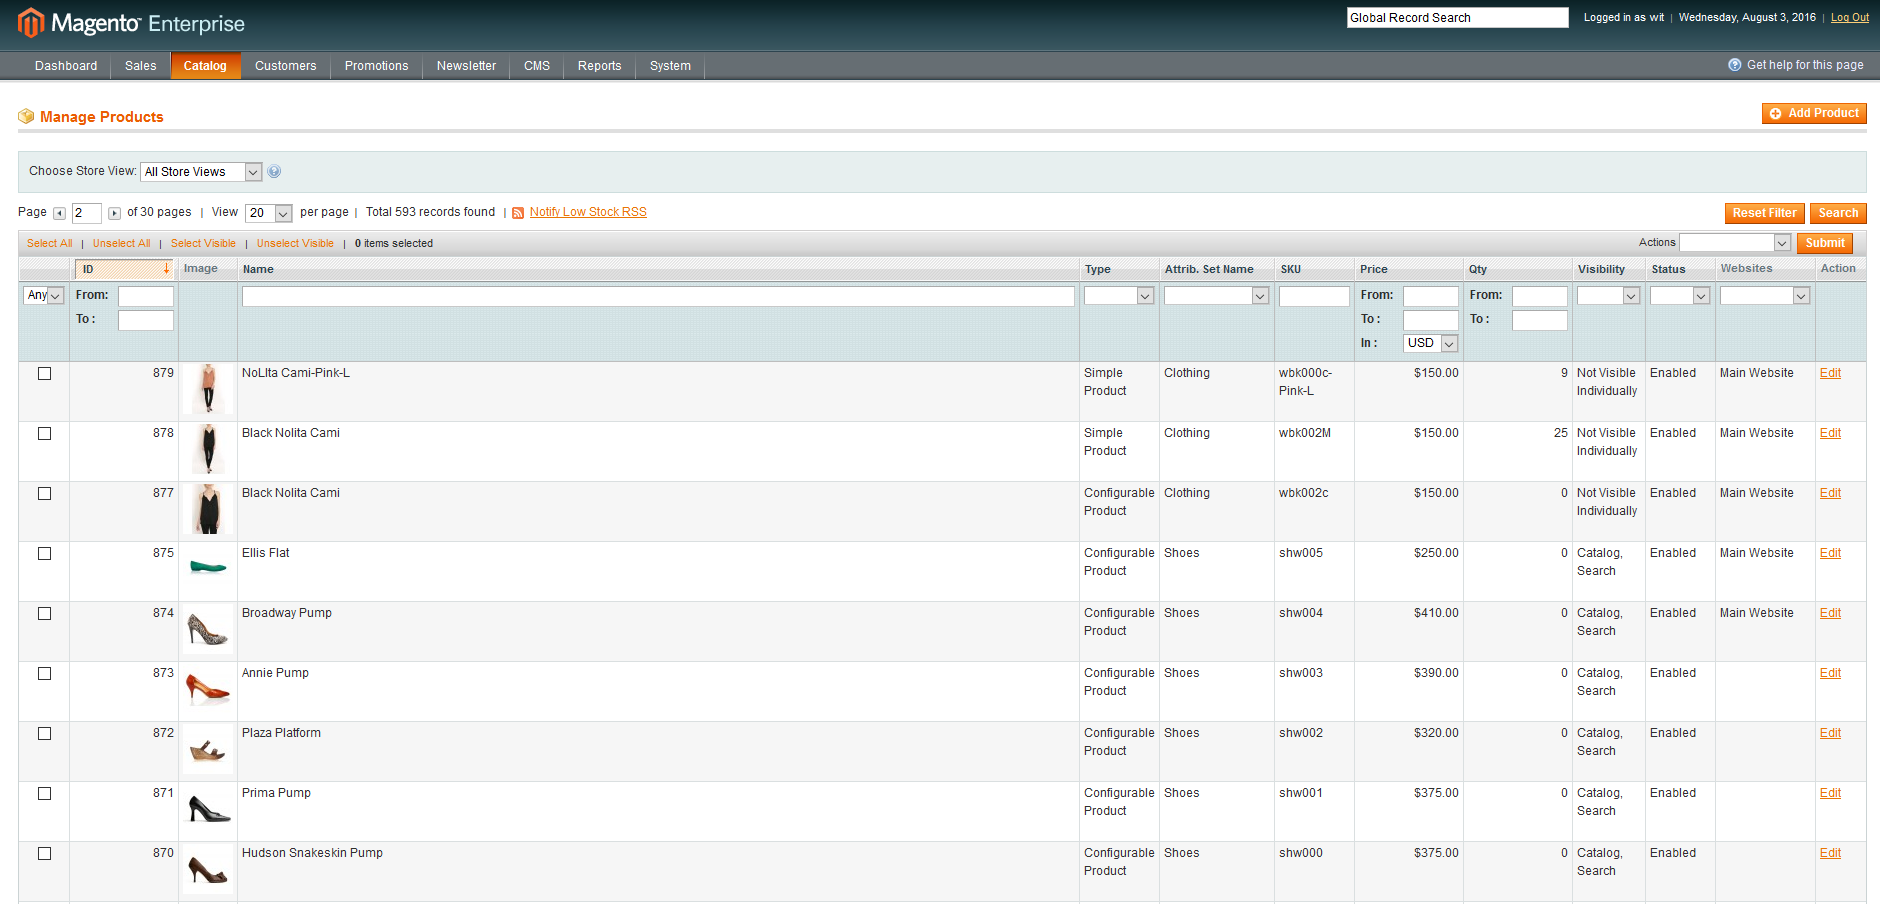 Magento Enterprise
Global Record Search
Logged in as wit | Wednesday, August 3, 2016 | Log Out
Dashboard Sales Catalog Customers Promotions Newsletter CMS Reports System
Get help for this page
Manage Products
Add Product
Choose Store View: All Store Views
Page 2 of 30 pages | View 20 per page | Total 593 records found | Notify Low Stock RSS
Reset Filter Search
Select All | Unselect All | Select Visible | Unselect Visible | 0 items selected
Actions Submit
ID Image Name Type Attrib. Set Name SKU Price Qty Visibility Status Websites Action
Any From: From: From:
To : To : To :
In : USD
879 NoLIta Cami-Pink-L Simple Clothing wbk000c- $150.00 9 Not Visible Enabled Main Website Edit
Product Pink-L Individually
878 Black Nolita Cami Simple Clothing wbk002M $150.00 25 Not Visible Enabled Main Website Edit
Product Individually
877 Black Nolita Cami Configurable Clothing wbk002c $150.00 0 Not Visible Enabled Main Website Edit
Product Individually
875 Ellis Flat Configurable Shoes shw005 $250.00 0 Catalog, Enabled Main Website Edit
Product Search
874 Broadway Pump Configurable Shoes shw004 $410.00 0 Catalog, Enabled Main Website Edit
Product Search
873 Annie Pump Configurable Shoes shw003 $390.00 0 Catalog, Enabled Edit
Product Search
872 Plaza Platform Configurable Shoes shw002 $320.00 0 Catalog, Enabled Edit
Product Search
871 Prima Pump Configurable Shoes shw001 $375.00 0 Catalog, Enabled Edit
Product Search
870 Hudson Snakeskin Pump Configurable Shoes shw000 $375.00 0 Catalog, Enabled Edit
Product Search